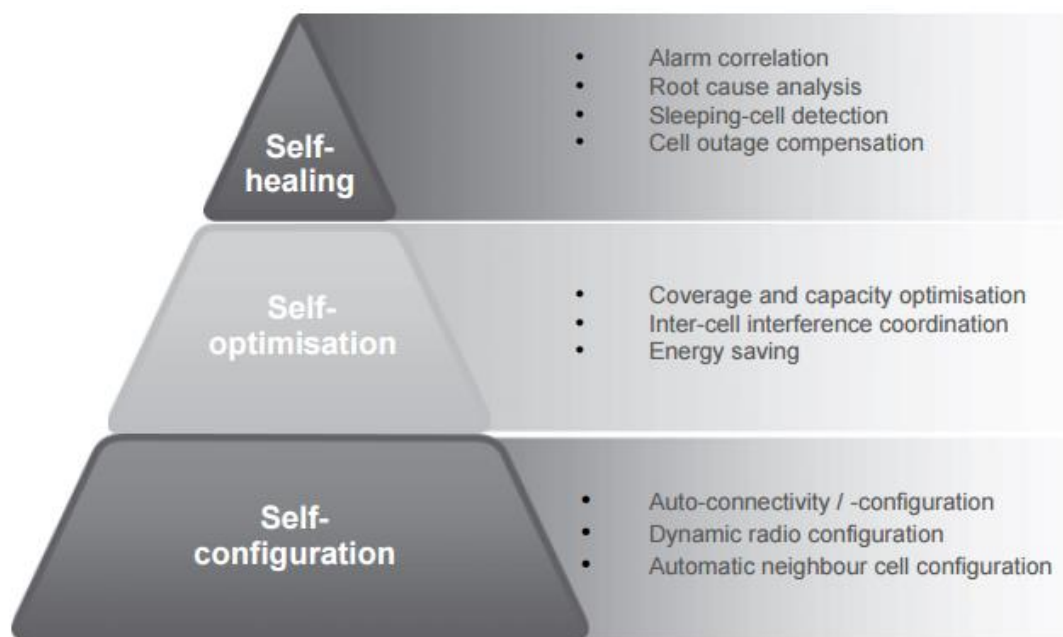 Self-
healing
• Alarm correlation
• Root cause analysis
• Sleeping-cell detection
• Cell outage compensation
Self-
optimisation
• Coverage and capacity optimisation
• Inter-cell interference coordination
• Energy saving
Self-
configuration
• Auto-connectivity / -configuration
• Dynamic radio configuration
• Automatic neighbour cell configuration